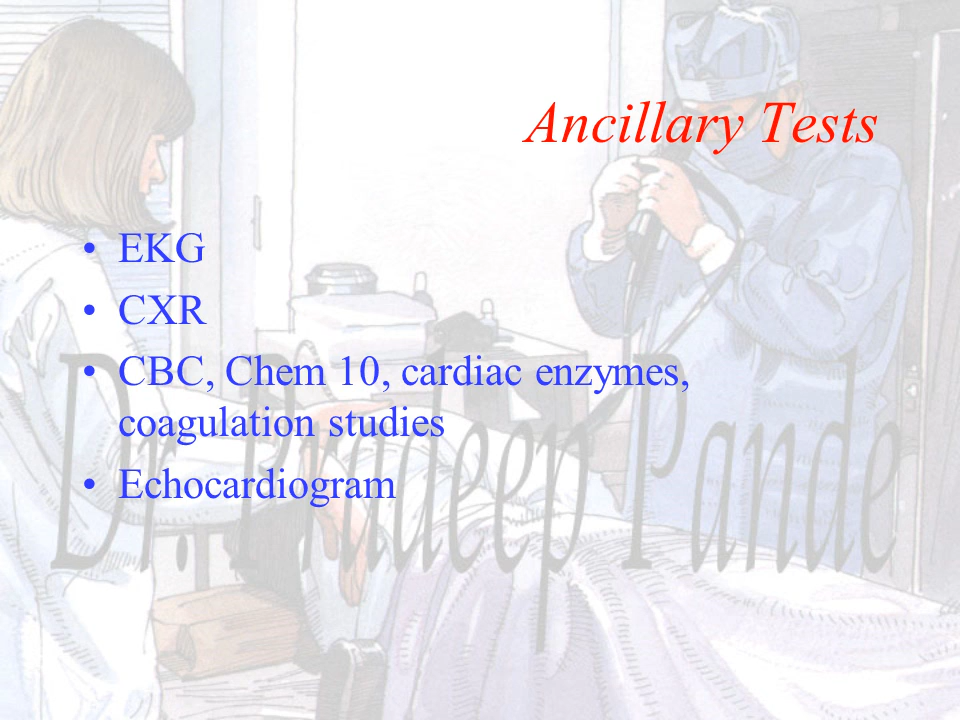 Ancillary Tests
• EKG
• CXR
• CBC, Chem 10, cardiac enzymes,
coagulation studies
• Echocardiogram
Dr. Pradeep Pande